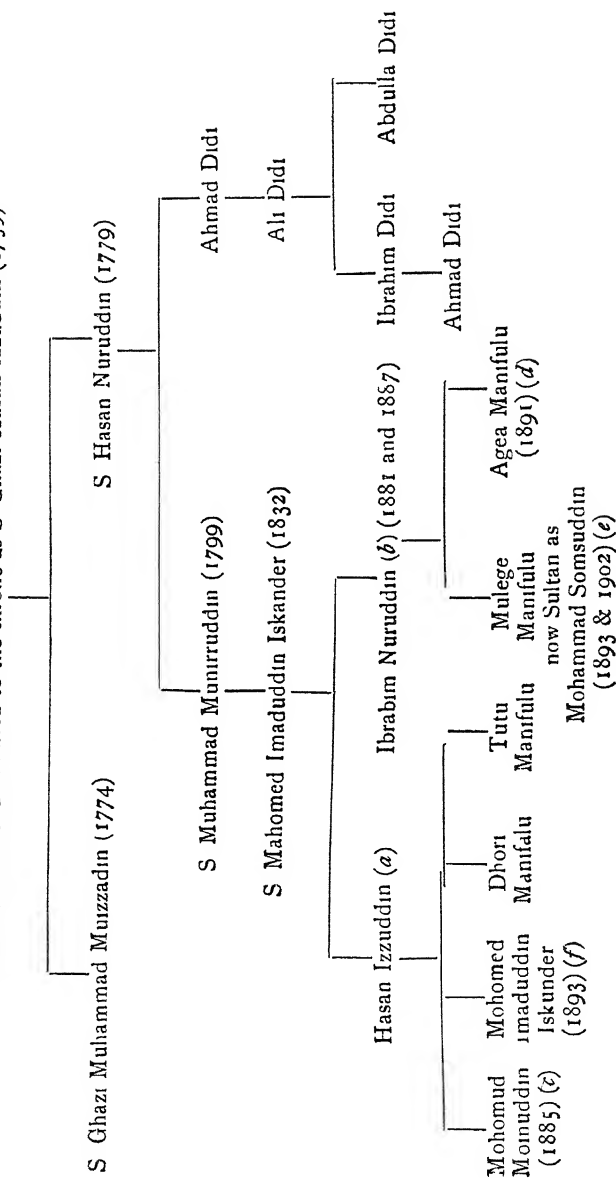 S Ghazi Muhammad Muizzadin (1774)
S Hasan Nuruddin (1779)
S Muhammad Munirruddin (1799)
Ahmad Didi
S Mahomed Imaduddin Iskander (1832)
Ali Didi
Hasan Izzuddin (a)
Ibrahim Nuruddin (b) (1881 and 1887)
Ibrahim Didi
Abdulla Didi
Ahmad Didi
Mohomud
Moinuddin
(1885) (c)
Mohomed
Imaduddin
Iskunder
(1893) (f)
Dhori
Manifalu
Tutu
Manifulu
Mulege
Manifulu
now Sultan as
Mohammad Somsuddin
(1893 & 1902) (e)
Agea Manifulu
(1891) (d)